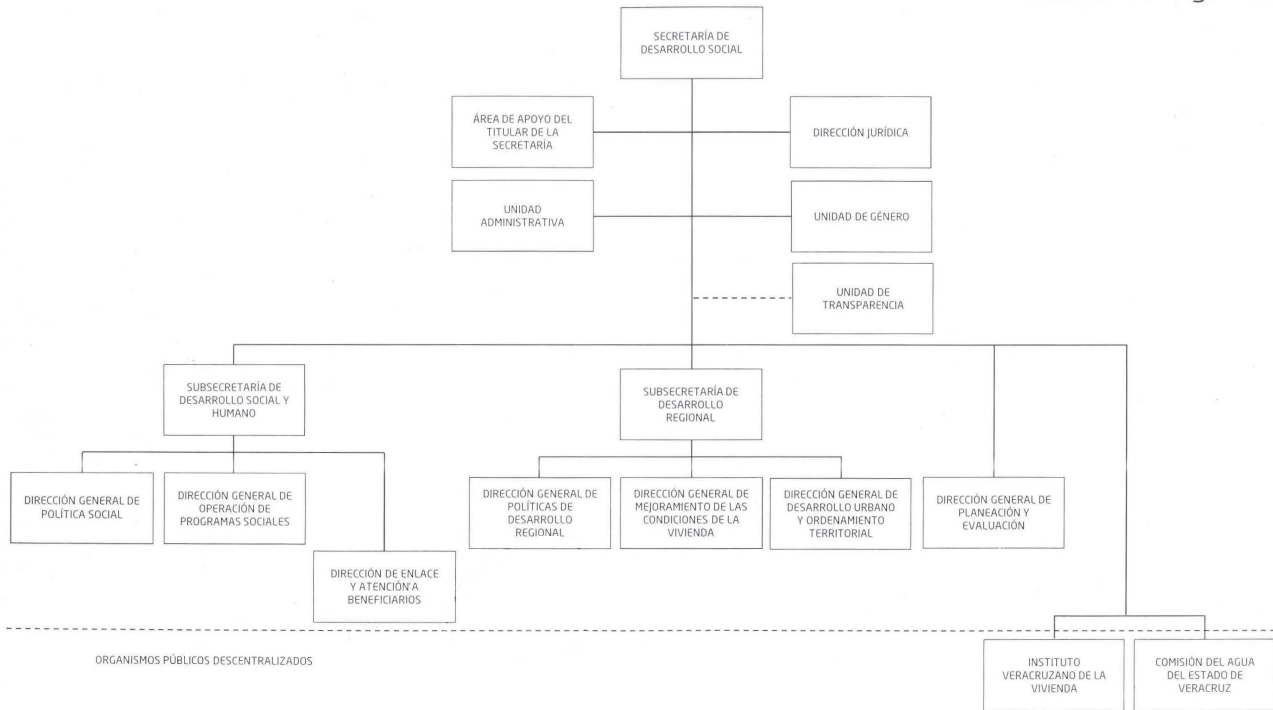 SECRETARÍA DE
DESARROLLO SOCIAL
ÁREA DE APOYO DEL
TITULAR DE LA
SECRETARÍA
DIRECCIÓN JURÍDICA
UNIDAD
ADMINISTRATIVA
UNIDAD DE GÉNERO
UNIDAD DE
TRANSPARENCIA
SUBSECRETARÍA DE
DESARROLLO SOCIAL Y
HUMANO
SUBSECRETARÍA DE
DESARROLLO
REGIONAL
DIRECCIÓN GENERAL DE
POLÍTICA SOCIAL
DIRECCIÓN GENERAL DE
OPERACIÓN DE
PROGRAMAS SOCIALES
DIRECCIÓN DE ENLACE
Y ATENCIÓN A
BENEFICIARIOS
DIRECCIÓN GENERAL DE
POLÍTICAS DE
DESARROLLO
REGIONAL
DIRECCIÓN GENERAL DE
MEJORAMIENTO DE LAS
CONDICIONES DE LA
VIVIENDA
DIRECCIÓN GENERAL DE
DESARROLLO URBANO
Y ORDENAMIENTO
TERRITORIAL
DIRECCIÓN GENERAL DE
PLANEACIÓN Y
EVALUACIÓN
ORGANISMOS PÚBLICOS DESCENTRALIZADOS
INSTITUTO
VERACRUZANO DE LA
VIVIENDA
COMISIÓN DEL AGUA
DEL ESTADO DE
VERACRUZ